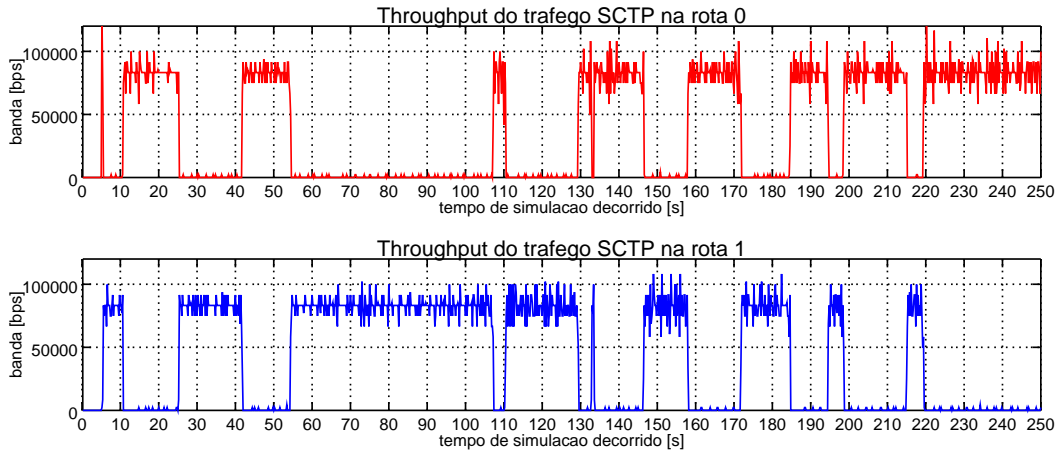 Throughput do trafego SCTP na rota 0
banda [bps]
100000
50000
0
0 10 20 30 40 50 60 70 80 90 100 110 120 130 140 150 160 170 180 190 200 210 220 230 240 250
tempo de simulacao decorrido [s]
Throughput do trafego SCTP na rota 1
banda [bps]
100000
50000
0
0 10 20 30 40 50 60 70 80 90 100 110 120 130 140 150 160 170 180 190 200 210 220 230 240 250
tempo de simulacao decorrido [s]